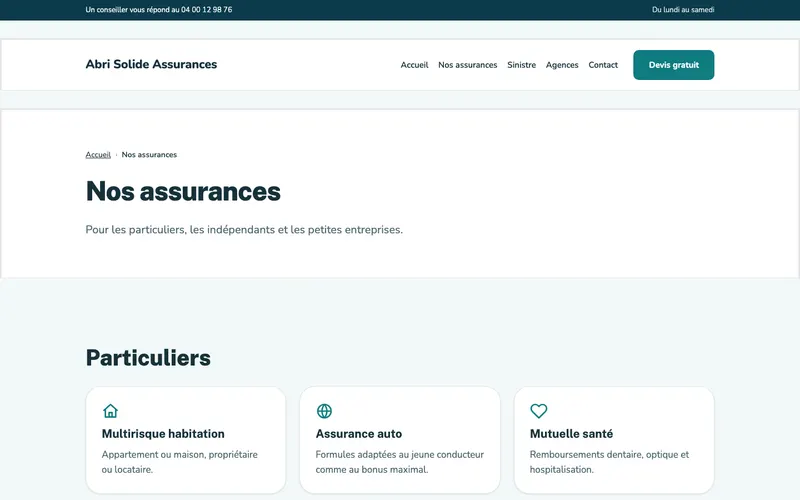 Un conseiller vous répond au 04 00 12 98 76
Du lundi au samedi
Abri Solide Assurances
Accueil
Nos assurances
Sinistre
Agences
Contact
Devis gratuit
Accueil › Nos assurances
Nos assurances
Pour les particuliers, les indépendants et les petites entreprises.
Particuliers
Multirisque habitation
Appartement ou maison, propriétaire
ou locataire.
Assurance auto
Formules adaptées au jeune conducteur
comme au bonus maximal.
Mutuelle santé
Remboursements dentaire, optique et
hospitalisation.